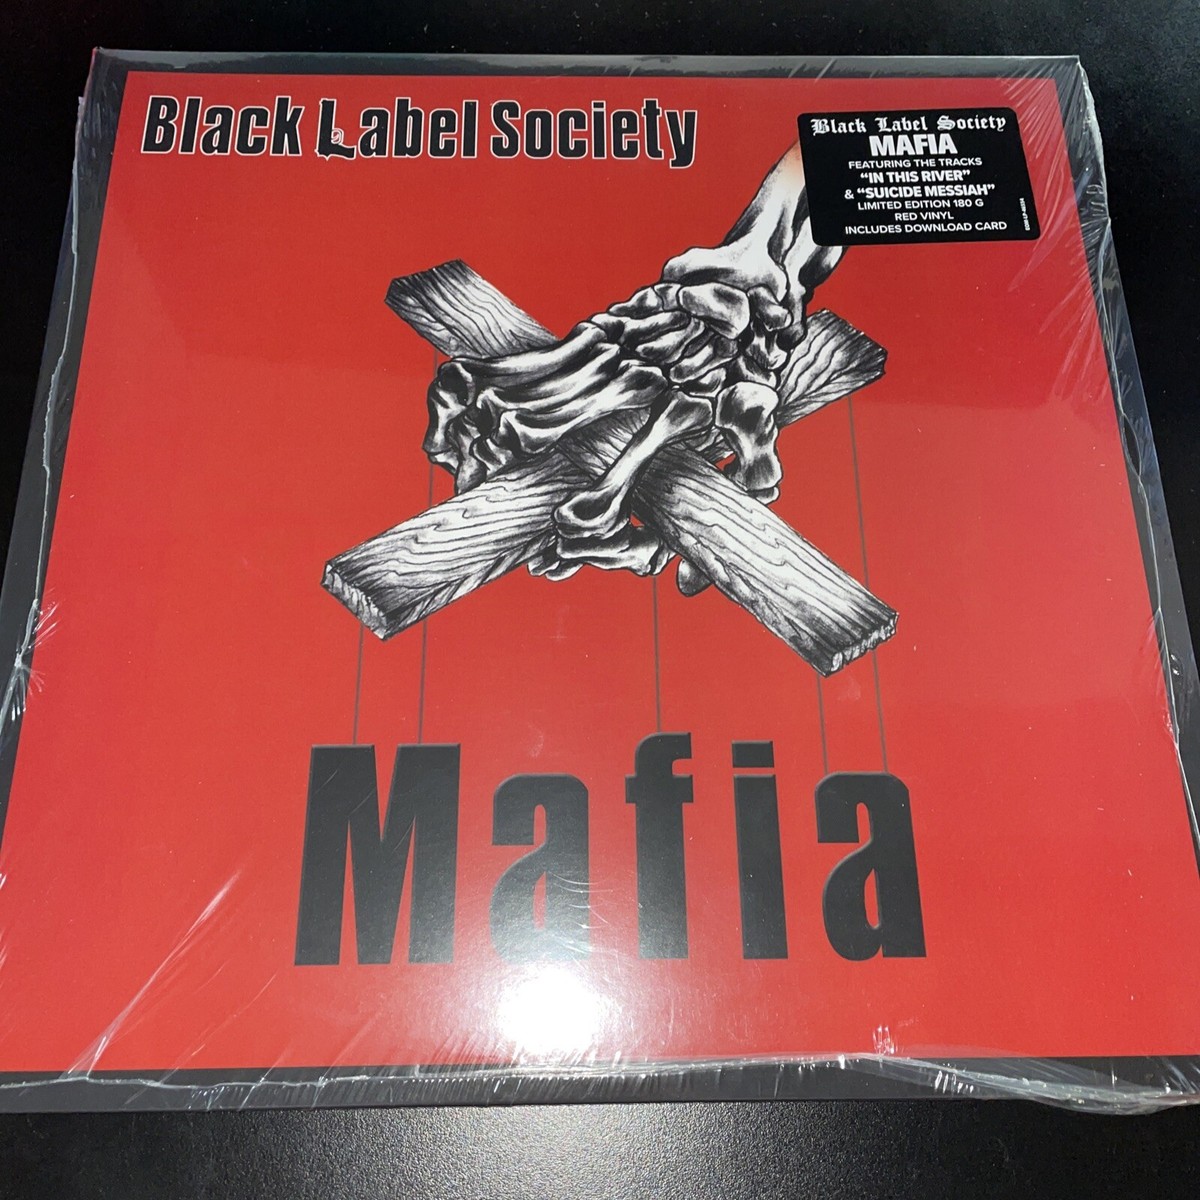 Black Label Society
Black Label Society
MAFIA
FEATURING THE TRACKS
“IN THIS RIVER”
& “SUICIDE MESSIAH”
LIMITED EDITION 180 G
RED VINYL
INCLUDES DOWNLOAD CARD
Mafia